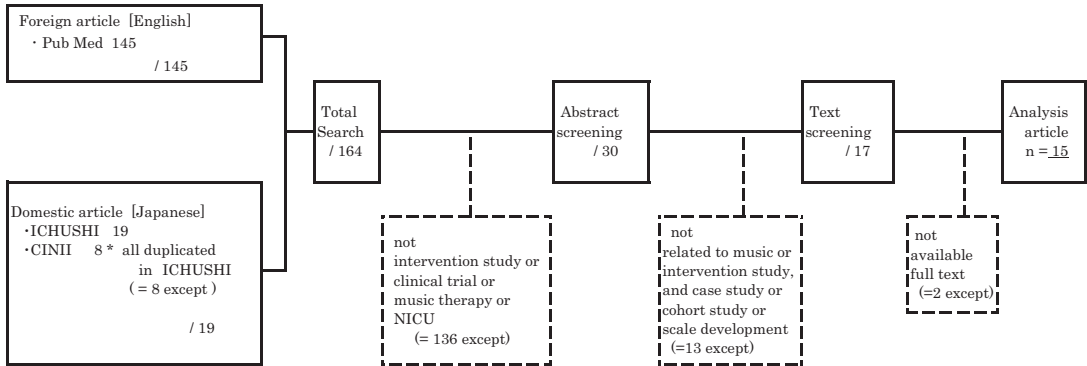 Foreign article [English]
・Pub Med 145
/ 145
Domestic article [Japanese]
・ICHUSHI 19
・CINII 8 * all duplicated
in ICHUSHI
( = 8 except )
/ 19
Total
Search
/ 164
not
intervention study or
clinical trial or
music therapy or
NICU
(= 136 except)
Abstract
screening
/ 30
not
related to music or
intervention study,
and case study or
cohort study or
scale development
(=13 except)
Text
screening
/ 17
not
available
full text
(=2 except)
Analysis
article
n = 15